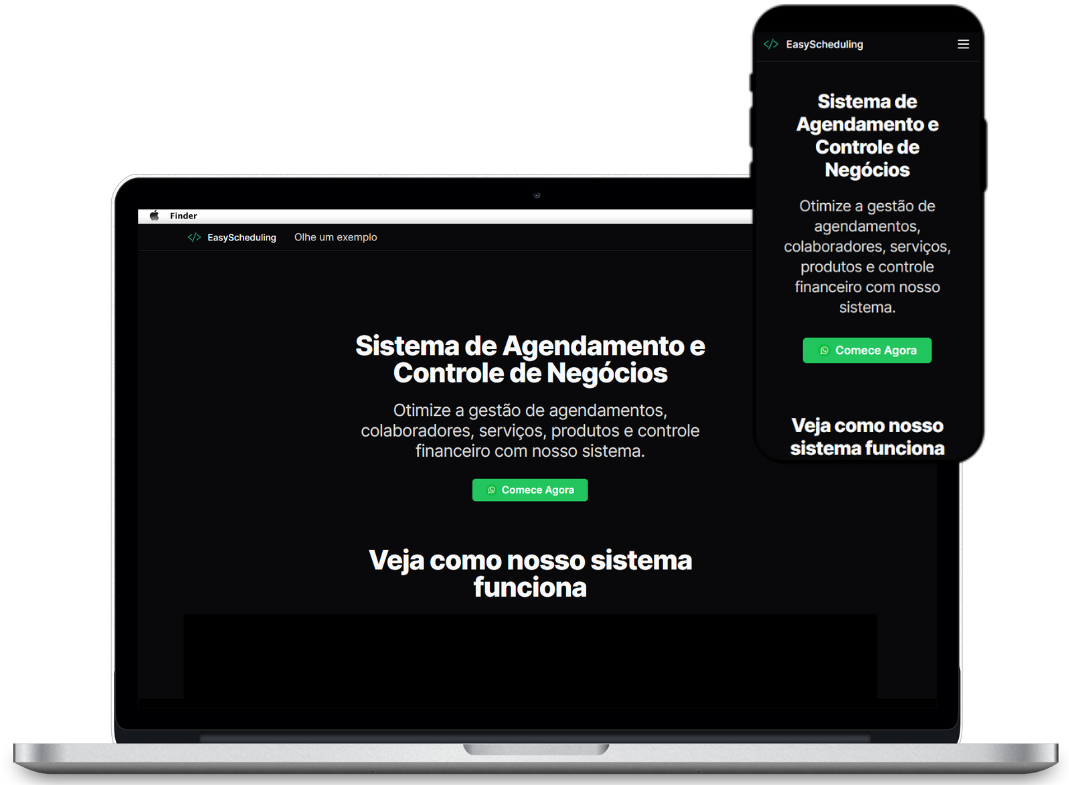 Finder
</> EasyScheduling Olhe um exemplo
Sistema de Agendamento e
Controle de Negócios
Otimize a gestão de agendamentos,
colaboradores, serviços, produtos e controle
financeiro com nosso sistema.
Comece Agora
Veja como nosso sistema
funciona
</> EasyScheduling
Sistema de
Agendamento e
Controle de
Negócios
Otimize a gestão de
agendamentos,
colaboradores, serviços,
produtos e controle
financeiro com nosso
sistema.
Comece Agora
Veja como nosso
sistema funciona